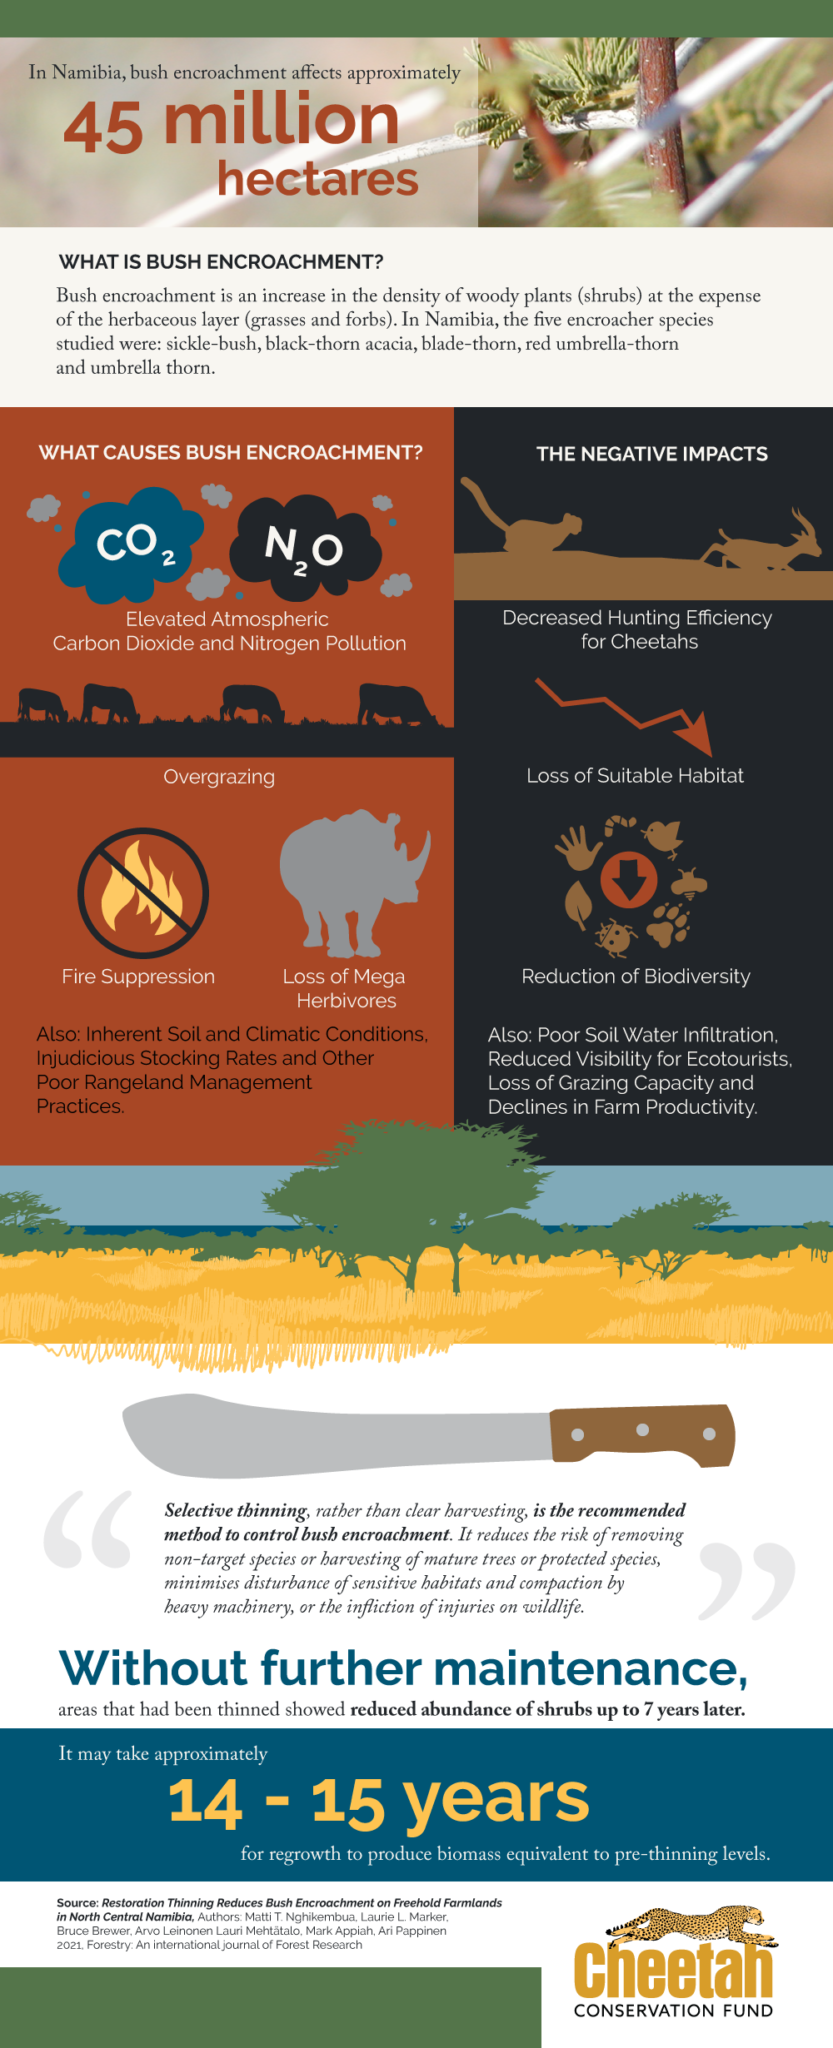 In Namibia, bush encroachment affects approximately
45 million
hectares
WHAT IS BUSH ENCROACHMENT?
Bush encroachment is an increase in the density of woody plants (shrubs) at the expense
of the herbaceous layer (grasses and forbs). In Namibia, the five encroacher species
studied were: sickle-bush, black-thorn acacia, blade-thorn, red umbrella-thorn
and umbrella thorn.
WHAT CAUSES BUSH ENCROACHMENT?
CO₂
N₂O
Elevated Atmospheric
Carbon Dioxide and Nitrogen Pollution
Overgrazing
Fire Suppression
Loss of Mega
Herbivores
Also: Inherent Soil and Climatic Conditions,
Injudicious Stocking Rates and Other
Poor Rangeland Management
Practices.
THE NEGATIVE IMPACTS
Decreased Hunting Efficiency
for Cheetahs
Loss of Suitable Habitat
Reduction of Biodiversity
Also: Poor Soil Water Infiltration,
Reduced Visibility for Ecotourists,
Loss of Grazing Capacity and
Declines in Farm Productivity.
“
Selective thinning, rather than clear harvesting, is the recommended
method to control bush encroachment. It reduces the risk of removing
non-target species or harvesting of mature trees or protected species,
minimises disturbance of sensitive habitats and compaction by
heavy machinery, or the infliction of injuries on wildlife.
”
Without further maintenance,
areas that had been thinned showed reduced abundance of shrubs up to 7 years later.
It may take approximately
14 - 15 years
for regrowth to produce biomass equivalent to pre-thinning levels.
Source: Restoration Thinning Reduces Bush Encroachment on Freehold Farmlands
in North Central Namibia, Authors: Matti T. Nghikembua, Laurie L. Marker,
Bruce Brewer, Arvo Leinonen Lauri Mehtätalo, Mark Appiah, Ari Pappinen
2021, Forestry: An international journal of Forest Research
Cheetah
CONSERVATION FUND